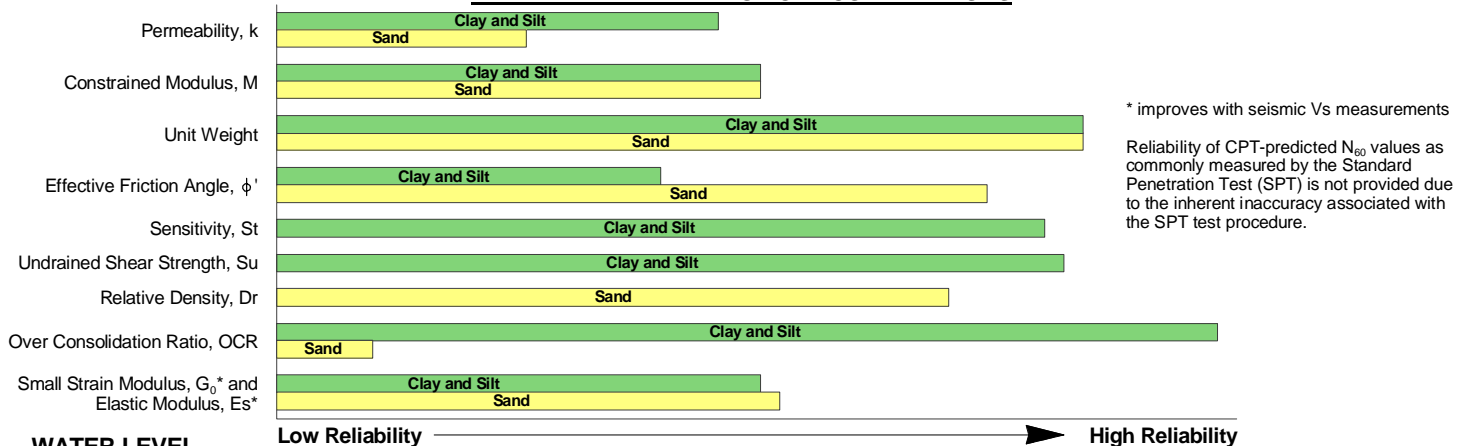 Permeability, k
Clay and Silt
Sand
Constrained Modulus, M
Clay and Silt
Sand
Unit Weight
Clay and Silt
Sand
Effective Friction Angle, ϕ'
Clay and Silt
Sand
Sensitivity, St
Clay and Silt
Undrained Shear Strength, Su
Clay and Silt
Relative Density, Dr
Sand
Over Consolidation Ratio, OCR
Clay and Silt
Sand
Small Strain Modulus, G₀* and
Elastic Modulus, Es*
Clay and Silt
Sand
Low Reliability
High Reliability
* improves with seismic Vs measurements
Reliability of CPT-predicted N₆₀ values as
commonly measured by the Standard
Penetration Test (SPT) is not provided due
to the inherent inaccuracy associated with
the SPT test procedure.
WATER LEVEL